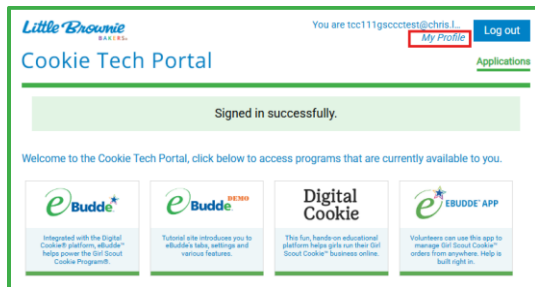 Little Brownie
BAKERS.
You are tcc111gsccctest@chris.l...
My Profile
Log out
Cookie Tech Portal
Applications
Signed in successfully.
Welcome to the Cookie Tech Portal, click below to access programs that are currently available to you.
eBudde
Integrated with the Digital
Cookie® platform, eBudde™
helps power the Girl Scout
Cookie Program®.
eBudde DEMO
Tutorial site introduces you to
eBudde's tabs, settings and
various features.
Digital
Cookie
This fun, hands-on educational
platform helps girls run their Girl
Scout Cookie™ business online.
e EBUDDE™ APP
Volunteers can use this app to
manage Girl Scout Cookie™
orders from anywhere. Help is
built right in.